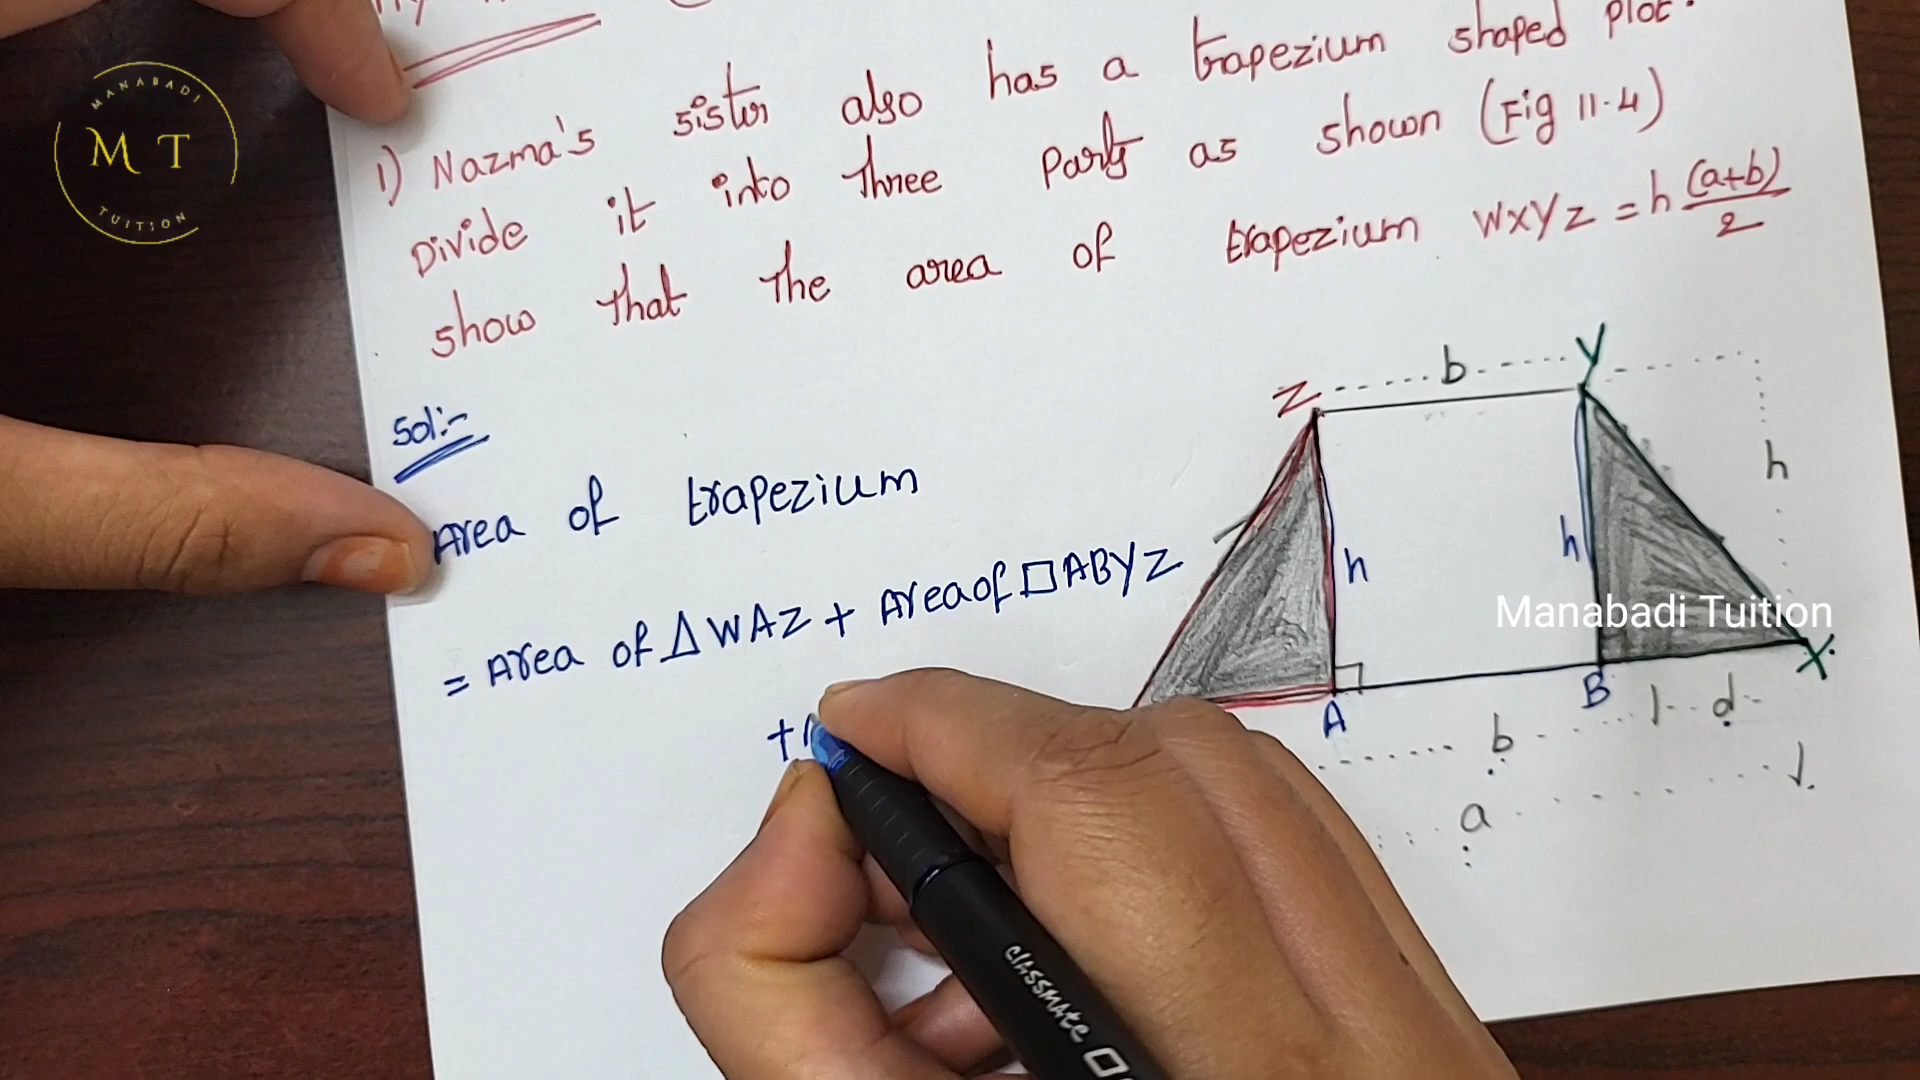 MANABADI
M T
TUITION
1) Nazma's sister also has a trapezium shaped plot.
Divide it into three parts as shown (Fig 11.4)
show that the area of trapezium WXYZ = h (a+b)/2
Sol:-
Area of trapezium
= Area of Δ WAZ + Area of □ ABYZ
+
Z b Y
h
h
h
Manabadi Tuition
X
A
B
d
b
a
classmate